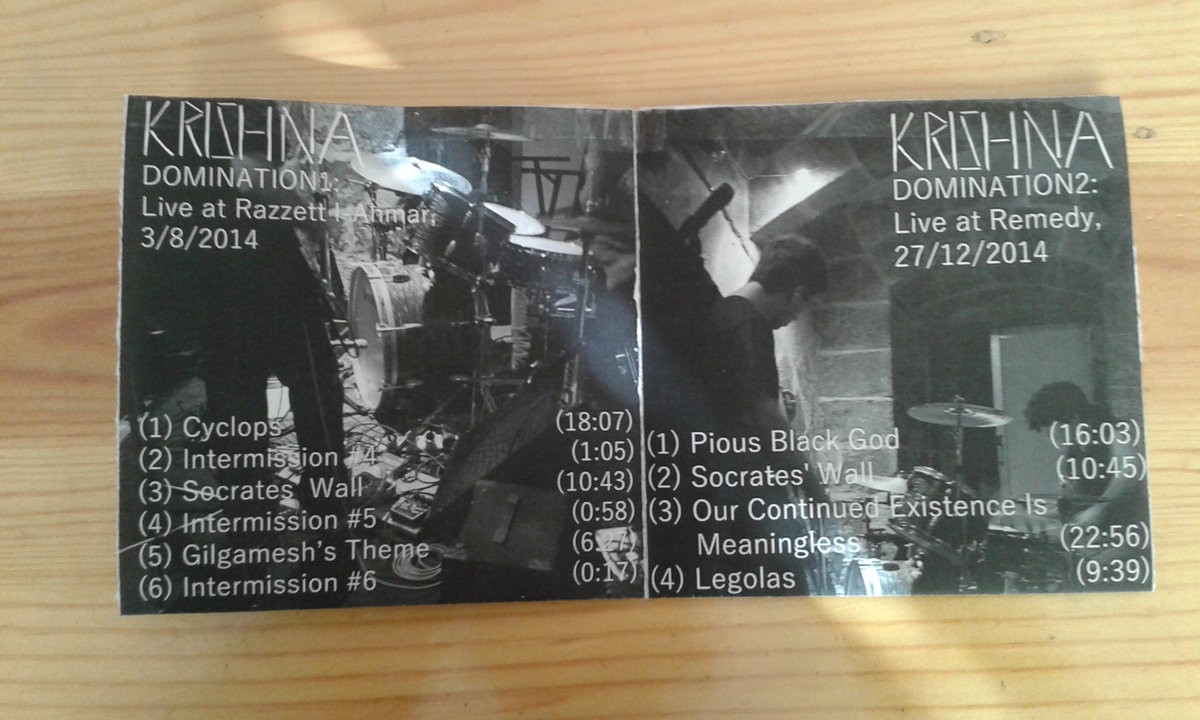 KRISHNA
DOMINATION1:
Live at Razzett l-Ahmar,
3/8/2014
(1) Cyclops (18:07)
(2) Intermission #4 (1:05)
(3) Socrates' Wall (10:43)
(4) Intermission #5 (0:58)
(5) Gilgamesh's Theme (6:27)
(6) Intermission #6 (0:17)
KRISHNA
DOMINATION2:
Live at Remedy,
27/12/2014
(1) Pious Black God (16:03)
(2) Socrates' Wall (10:45)
(3) Our Continued Existence Is
Meaningless (22:56)
(4) Legolas (9:39)